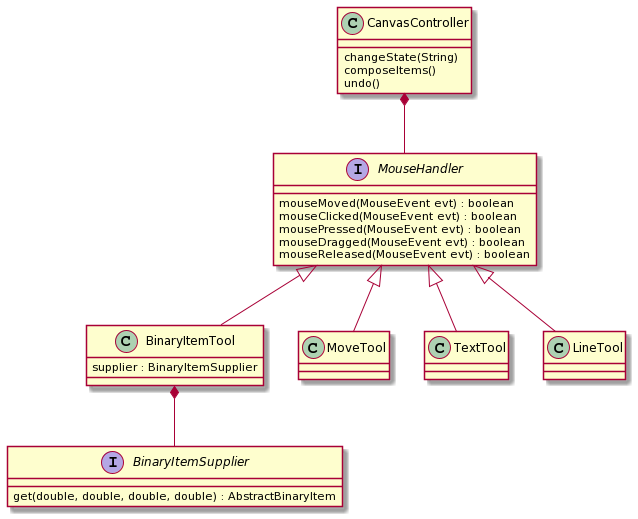 C CanvasController
changeState(String)
composeItems()
undo()
I MouseHandler
mouseMoved(MouseEvent evt) : boolean
mouseClicked(MouseEvent evt) : boolean
mousePressed(MouseEvent evt) : boolean
mouseDragged(MouseEvent evt) : boolean
mouseReleased(MouseEvent evt) : boolean
C BinaryItemTool
supplier : BinaryItemSupplier
C MoveTool
C TextTool
C LineTool
I BinaryItemSupplier
get(double, double, double, double) : AbstractBinaryItem